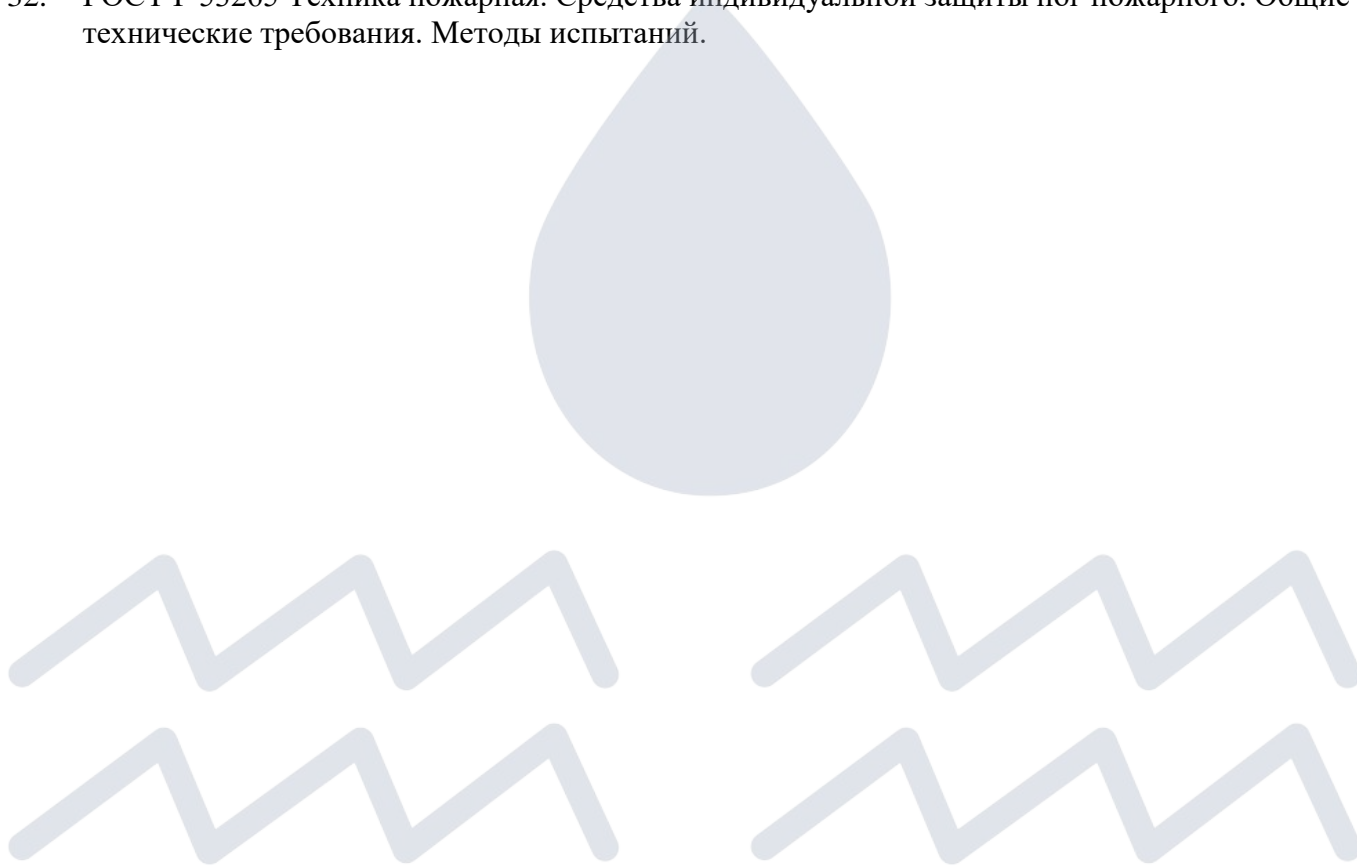 32. ГОСТ Р 53265 Техника пожарная. Средства индивидуальной защиты ног пожарного. Общие
технические требования. Методы испытаний.